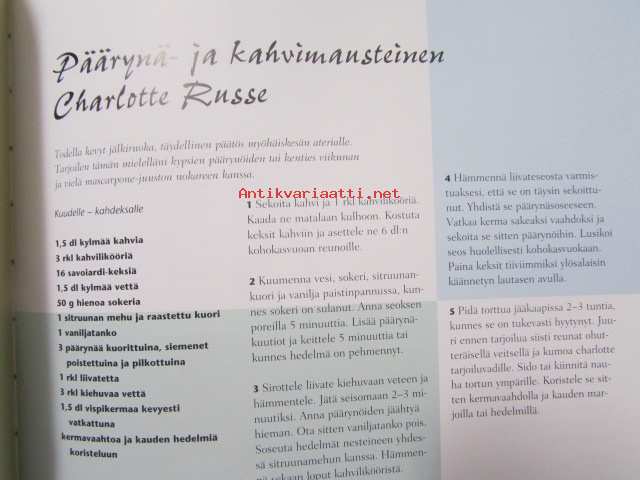 Päärynä- ja kahvimausteinen
Charlotte Russe
Todella kevyt jälkiruoka, täydellinen päätös myöhäiskesän aterialle.
Tarjoilen tämän mielelläni kypsien päärynöiden tai kenties viikunan
ja vielä mascarpone-juuston nokareen kanssa.
Antikvariaatti.net
Kuudelle – kahdeksalle
1,5 dl kylmää kahvia
3 rkl kahvilikööriä
16 savoiardi-keksiä
1,5 dl kylmää vettä
50 g hienoa sokeria
1 sitruunan mehu ja raastettu kuori
1 vaniljatanko
3 päärynää kuorittuina, siemenet
poistettuina ja pilkottuina
1 rkl liivatetta
3 rkl kiehuvaa vettä
1,5 dl vispikermaa kevyesti
vatkattuna
kermavaahtoa ja kauden hedelmiä
koristeluun
1 Sekoita kahvi ja 1 rkl kahvilikööriä.
Kaada ne matalaan kulhoon. Kostuta
keksit kahviin ja asettele ne 6 dl:n
kohokasvuoan reunoille.
2 Kuumenna vesi, sokeri, sitruunan-
kuori ja vanilja paistinpannussa, kun-
nes sokeri on sulanut. Anna seoksen
poreilla 5 minuuttia. Lisää päärynä-
kuutiot ja keittele 5 minuuttia tai
kunnes hedelmä on pehmennyt.
3 Sirottele liivate kiehuvaan veteen ja
hämmentele. Jätä seisomaan 2–3 mi-
nuutiksi. Anna päärynöiden jäähtyä
hieman. Ota sitten vaniljatanko pois.
Soseuta hedelmät nesteineen yhdes-
sä sitruunamehun kanssa. Hämmen-
nä sekaan loput kahvilikööristä.
4 Hämmennä liivateseosta varmis-
tuaksesi, että se on täysin sekoittu-
nut. Yhdistä se päärynäsoseeseen.
Vatkaa kerma sakeaksi vaahdoksi ja
sekoita se sitten päärynöihin. Lusikoi
seos huolellisesti kohokasvuokaan.
Paina keksit tiiviimmiksi ylösalaisin
käännetyn lautasen avulla.
5 Pidä torttua jääkaapissa 2–3 tuntia,
kunnes se on tukevasti hyytynyt. Juu-
ri ennen tarjoilua siisti reunat ohut-
teräisellä veitsellä ja kumoa charlotte
tarjoiluvadille. Sido tai kiinnitä nau-
ha tortun ympärille. Koristele se sit-
ten kermavaahdolla ja kauden mar-
joilla tai hedelmillä.